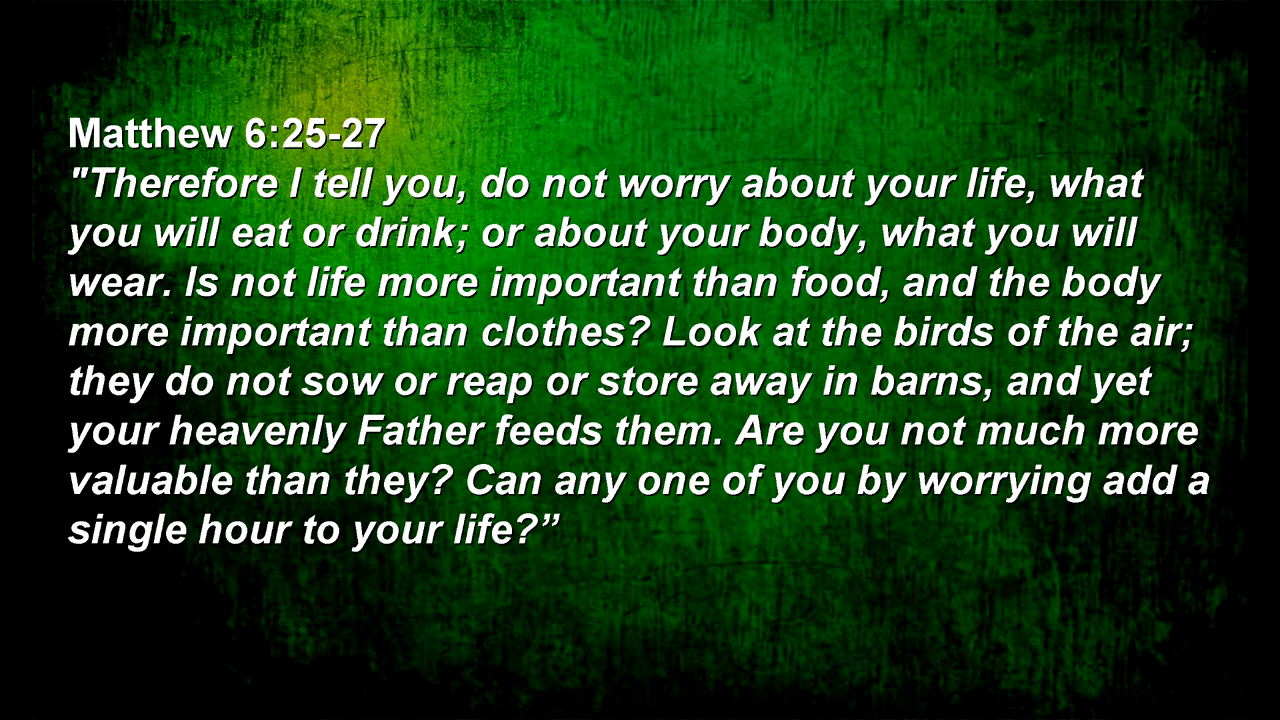 Matthew 6:25-27
"Therefore I tell you, do not worry about your life, what
you will eat or drink; or about your body, what you will
wear. Is not life more important than food, and the body
more important than clothes? Look at the birds of the air;
they do not sow or reap or store away in barns, and yet
your heavenly Father feeds them. Are you not much more
valuable than they? Can any one of you by worrying add a
single hour to your life?”